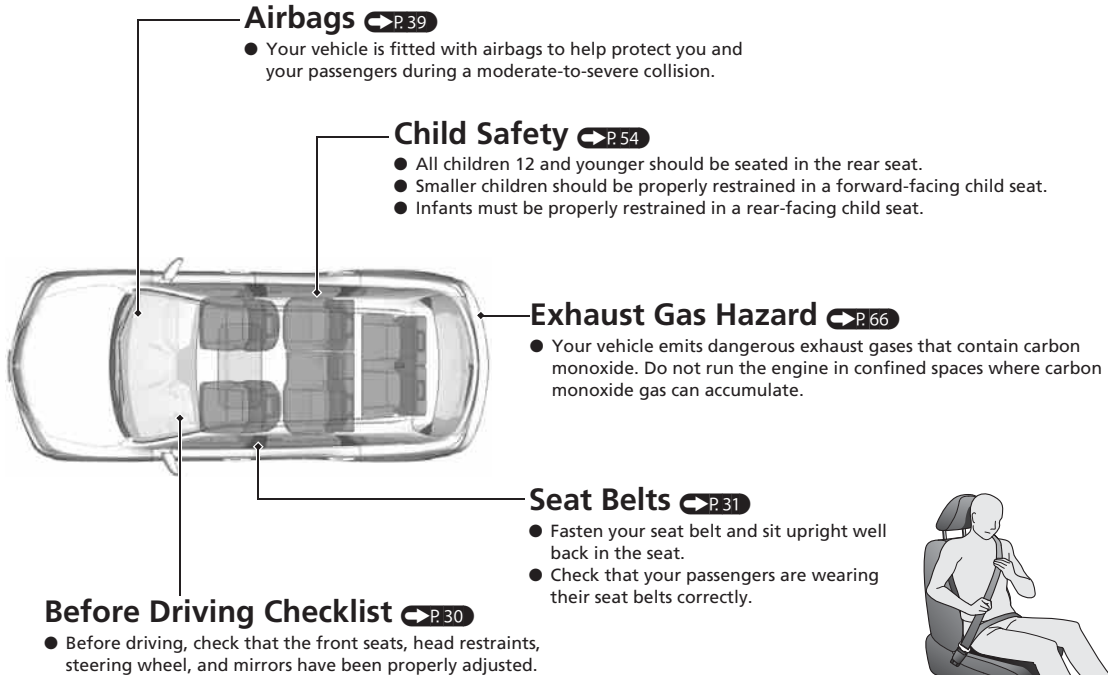 Airbags P. 39
● Your vehicle is fitted with airbags to help protect you and
your passengers during a moderate-to-severe collision.
Child Safety P. 54
● All children 12 and younger should be seated in the rear seat.
● Smaller children should be properly restrained in a forward-facing child seat.
● Infants must be properly restrained in a rear-facing child seat.
Exhaust Gas Hazard P. 66
● Your vehicle emits dangerous exhaust gases that contain carbon
monoxide. Do not run the engine in confined spaces where carbon
monoxide gas can accumulate.
Seat Belts P. 31
● Fasten your seat belt and sit upright well
back in the seat.
● Check that your passengers are wearing
their seat belts correctly.
Before Driving Checklist P. 30
● Before driving, check that the front seats, head restraints,
steering wheel, and mirrors have been properly adjusted.